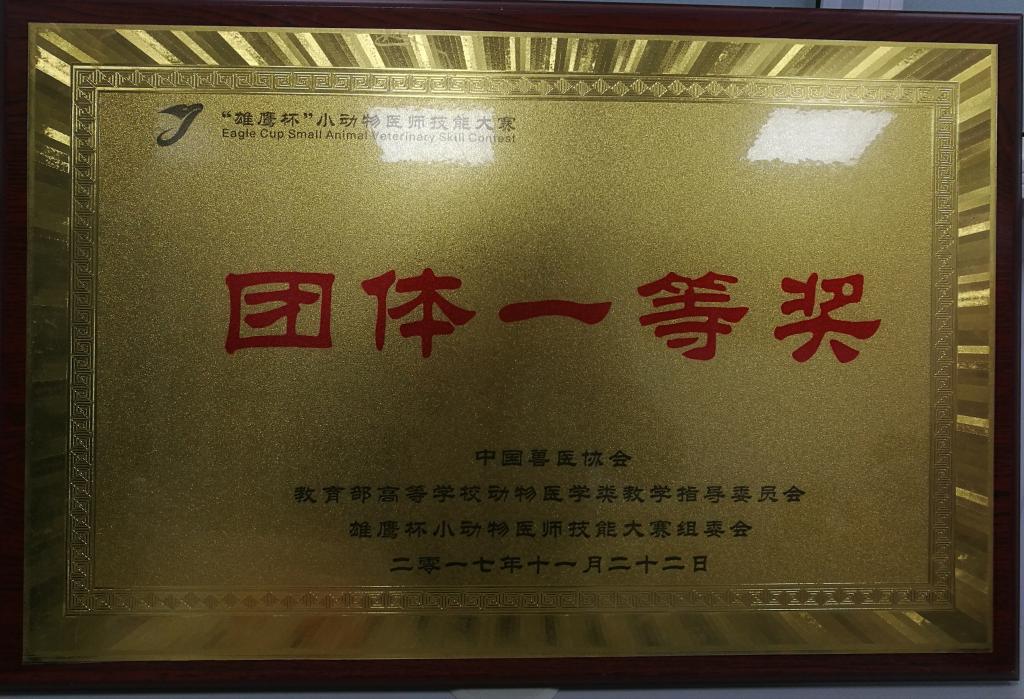 “雄鹰杯”小动物医师技能大赛
Eagle Cup Small Animal Veterinary Skill Contest
团体一等奖
中国兽医协会
教育部高等学校动物医学类教学指导委员会
雄鹰杯小动物医师技能大赛组委会
二零一七年十一月二十二日